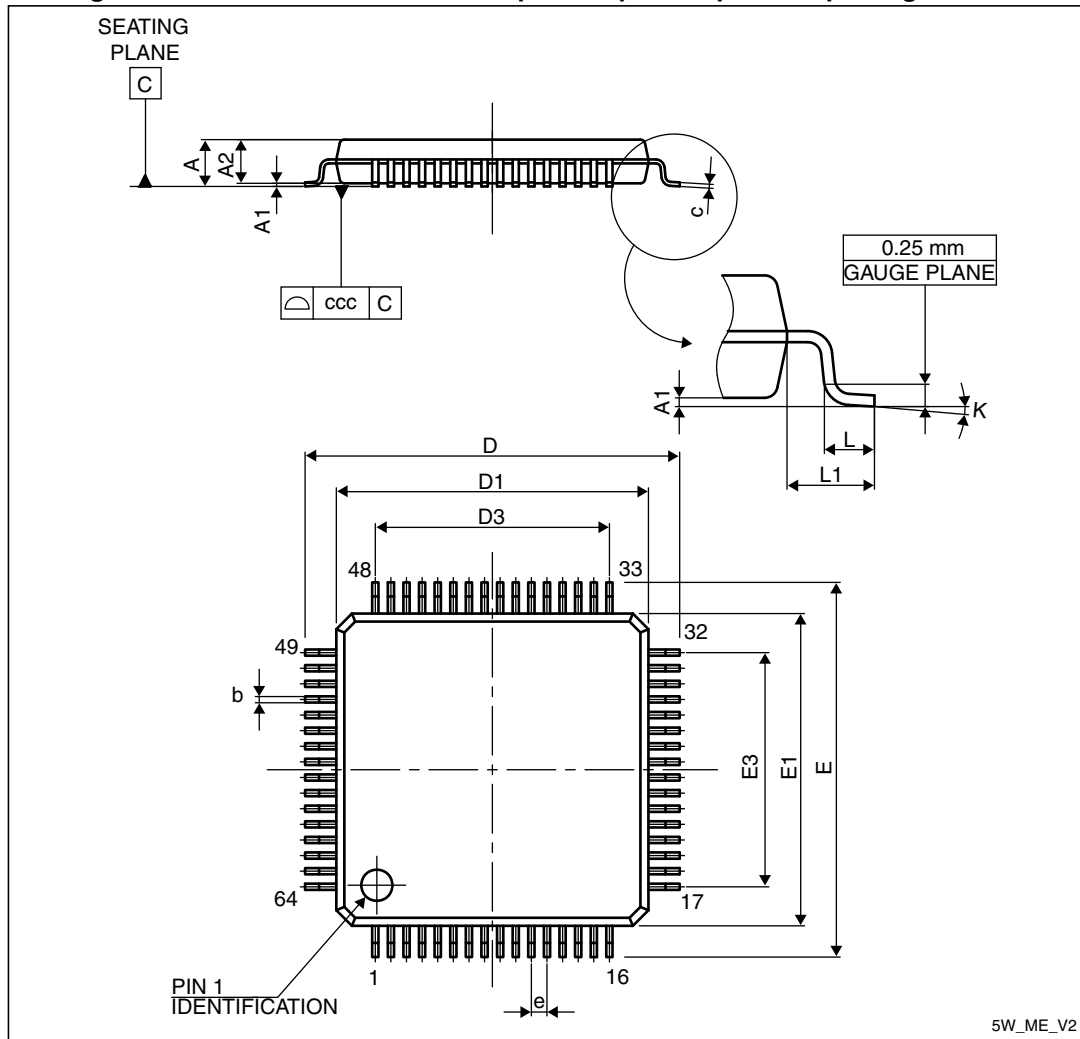 SEATING
PLANE
C
A
A2
A1
c
ccc C
0.25 mm
GAUGE PLANE
A1
K
L
L1
D
D1
D3
48
33
49
32
b
E3
E1
E
64
17
1
16
PIN 1
IDENTIFICATION
e
5W_ME_V2